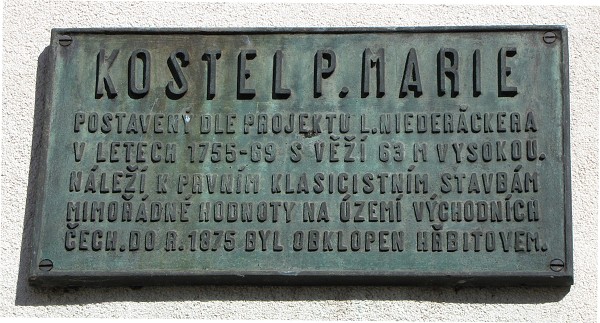 KOSTEL P. MARIE
POSTAVENÝ DLE PROJEKTU L. NIEDERÄCKERA
V LETECH 1755-69 S VĚŽÍ 63 M VYSOKOU.
NÁLEŽÍ K PRVNÍM KLASICISTNÍM STAVBÁM
MIMOŘÁDNÉ HODNOTY NA ÚZEMÍ VÝCHODNÍCH
ČECH. DO R. 1875 BYL OBKLOPEN HŘBITOVEM.